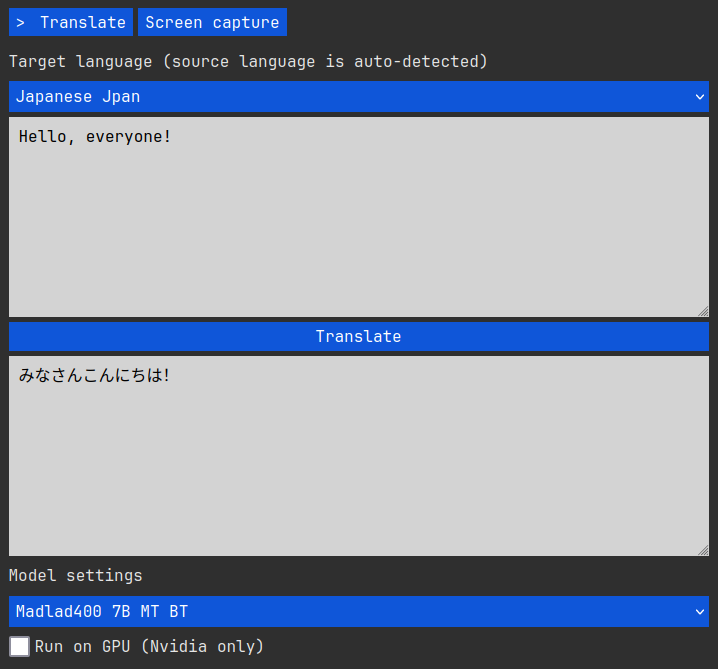 > Translate Screen capture
Target language (source language is auto-detected)
Japanese Jpan
Hello, everyone!
Translate
みなさんこんにちは!
Model settings
Madlad400 7B MT BT
Run on GPU (Nvidia only)